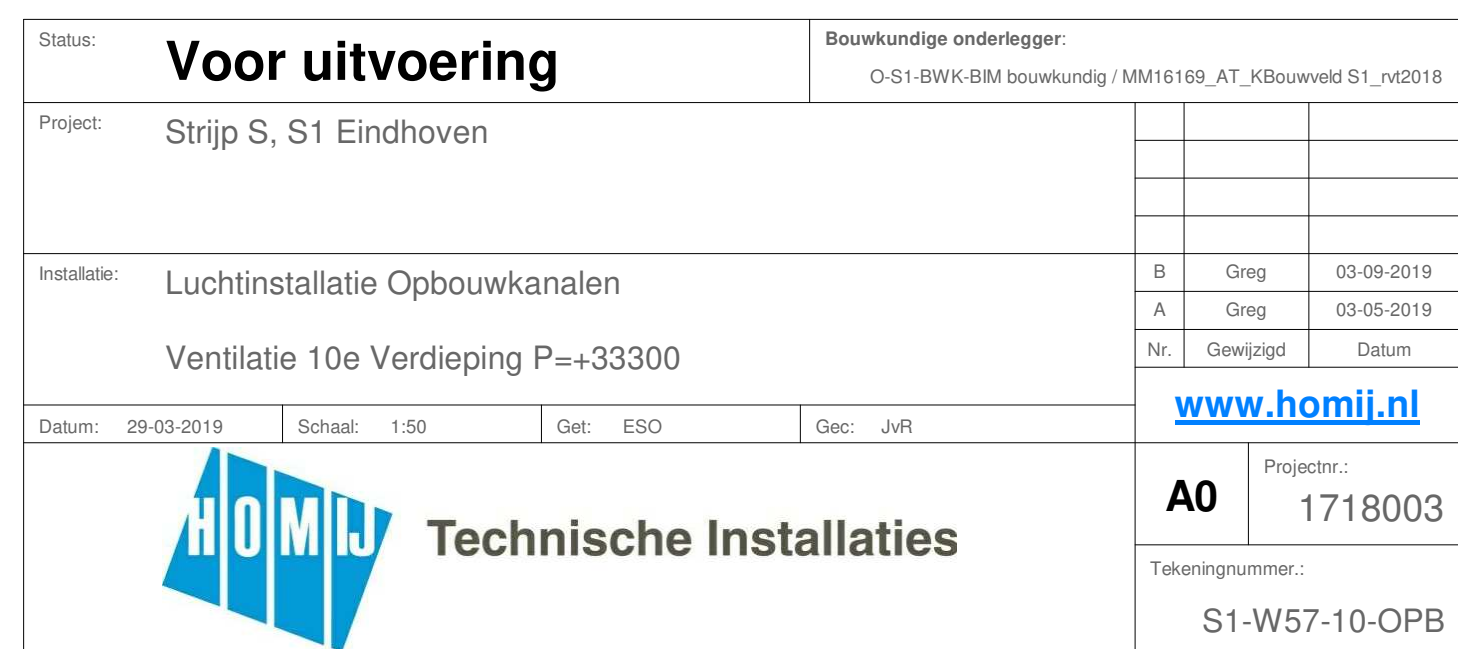 Status: Voor uitvoering
Bouwkundige onderlegger:
O-S1-BWK-BIM bouwkundig / MM16169_AT_KBouwveld S1_rvt2018
Project: Strijp S, S1 Eindhoven
Installatie: Luchtinstallatie Opbouwkanalen
Ventilatie 10e Verdieping P=+33300
B Greg 03-09-2019
A Greg 03-05-2019
Nr. Gewijzigd Datum
www.homij.nl
Datum: 29-03-2019 Schaal: 1:50 Get: ESO Gec: JvR
HOMIJ Technische Installaties
A0
Projectnr.:
1718003
Tekeningnummer.:
S1-W57-10-OPB